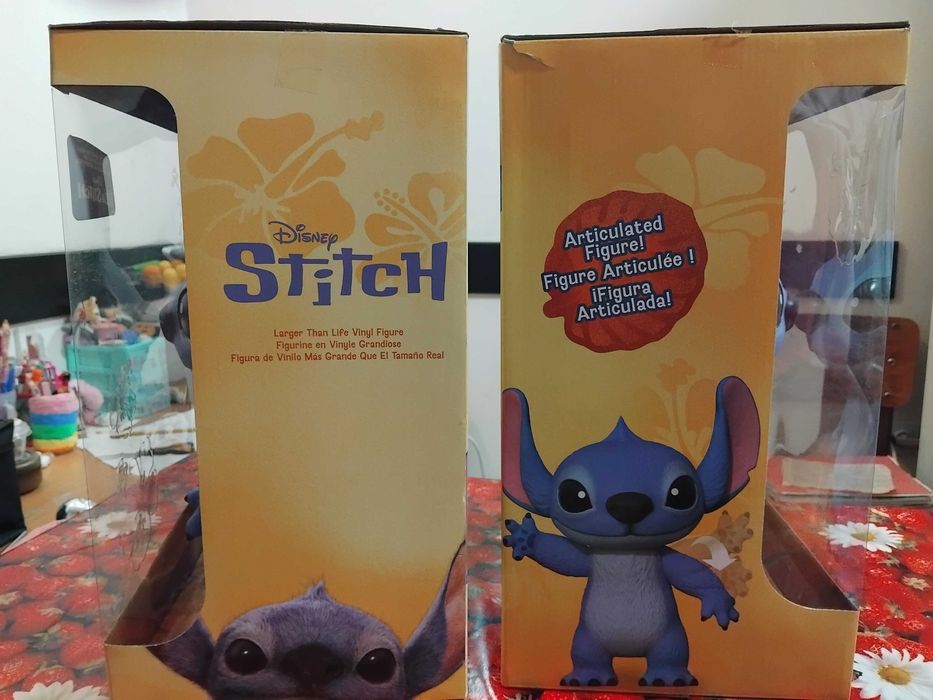 Disney
Stitch
Larger Than Life Vinyl Figure
Figurine en Vinyle Grandiose
Figura de Vinilo Más Grande Que El Tamaño Real
Articulated
Figure!
Figure Articulée !
¡Figura
Articulada!